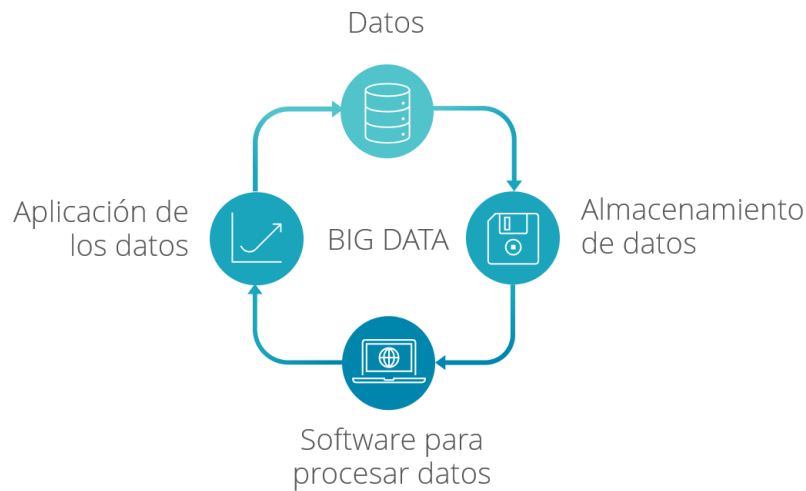 Datos
Aplicación de
los datos
BIG DATA
Almacenamiento
de datos
Software para
procesar datos